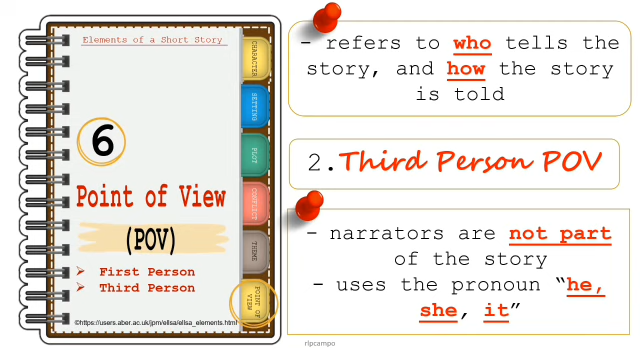 Elements of a Short Story
6
Point of View
(POV)
➢ First Person
➢ Third Person
©https://users.aber.ac.uk/jpm/ellsa/ellsa_elements.html
CHARACTER
SETTING
PLOT
CONFLICT
THEME
POINT OF
VIEW
- refers to who tells the
story, and how the story
is told
2. Third Person POV
- narrators are not part
of the story
- uses the pronoun “he,
she, it”
rlpcampo